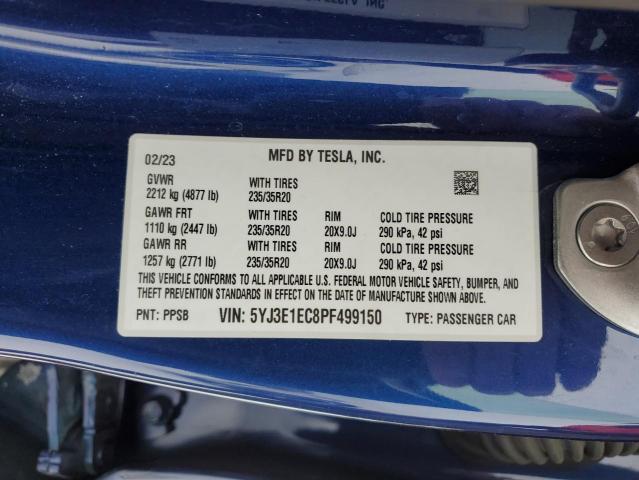 02/23 MFD BY TESLA, INC.
GVWR WITH TIRES
2212 kg (4877 lb) 235/35R20
GAWR FRT WITH TIRES RIM COLD TIRE PRESSURE
1110 kg (2447 lb) 235/35R20 20X9.0J 290 kPa, 42 psi
GAWR RR WITH TIRES RIM COLD TIRE PRESSURE
1257 kg (2771 lb) 235/35R20 20X9.0J 290 kPa, 42 psi
THIS VEHICLE CONFORMS TO ALL APPLICABLE U.S. FEDERAL MOTOR VEHICLE SAFETY, BUMPER, AND
THEFT PREVENTION STANDARDS IN EFFECT ON THE DATE OF MANUFACTURE SHOWN ABOVE.
PNT: PPSB VIN: 5YJ3E1EC8PF499150 TYPE: PASSENGER CAR